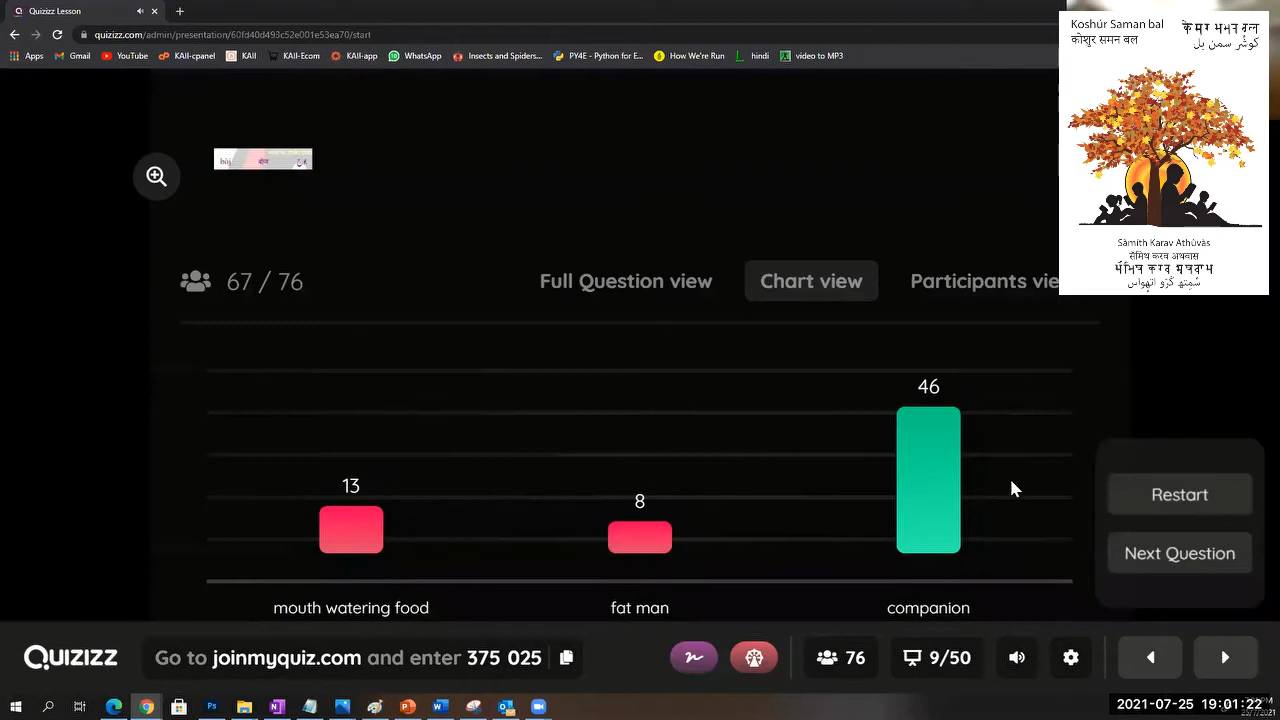 Quizizz Lesson
quizizz.com/admin/presentation/60fd40d493c52e001e53ea70/start
Apps Gmail YouTube KAII-cpanel KAII KAII-Ecom KAII-app WhatsApp Insects and Spiders... PY4E - Python for E... How We're Run hindi video to MP3
Koshúr Saman bal
कोशुर समन बल
کوشُر سمن بل
67 / 76
Full Question view Chart view Participants vie
46
13
8
mouth watering food fat man companion
Restart
Next Question
Sàmith Karav Athùvàs
सॅमिथ करव अथवास
QUIZIZZ Go to joinmyquiz.com and enter 375 025
76 9/50
2021-07-25 19:01:22